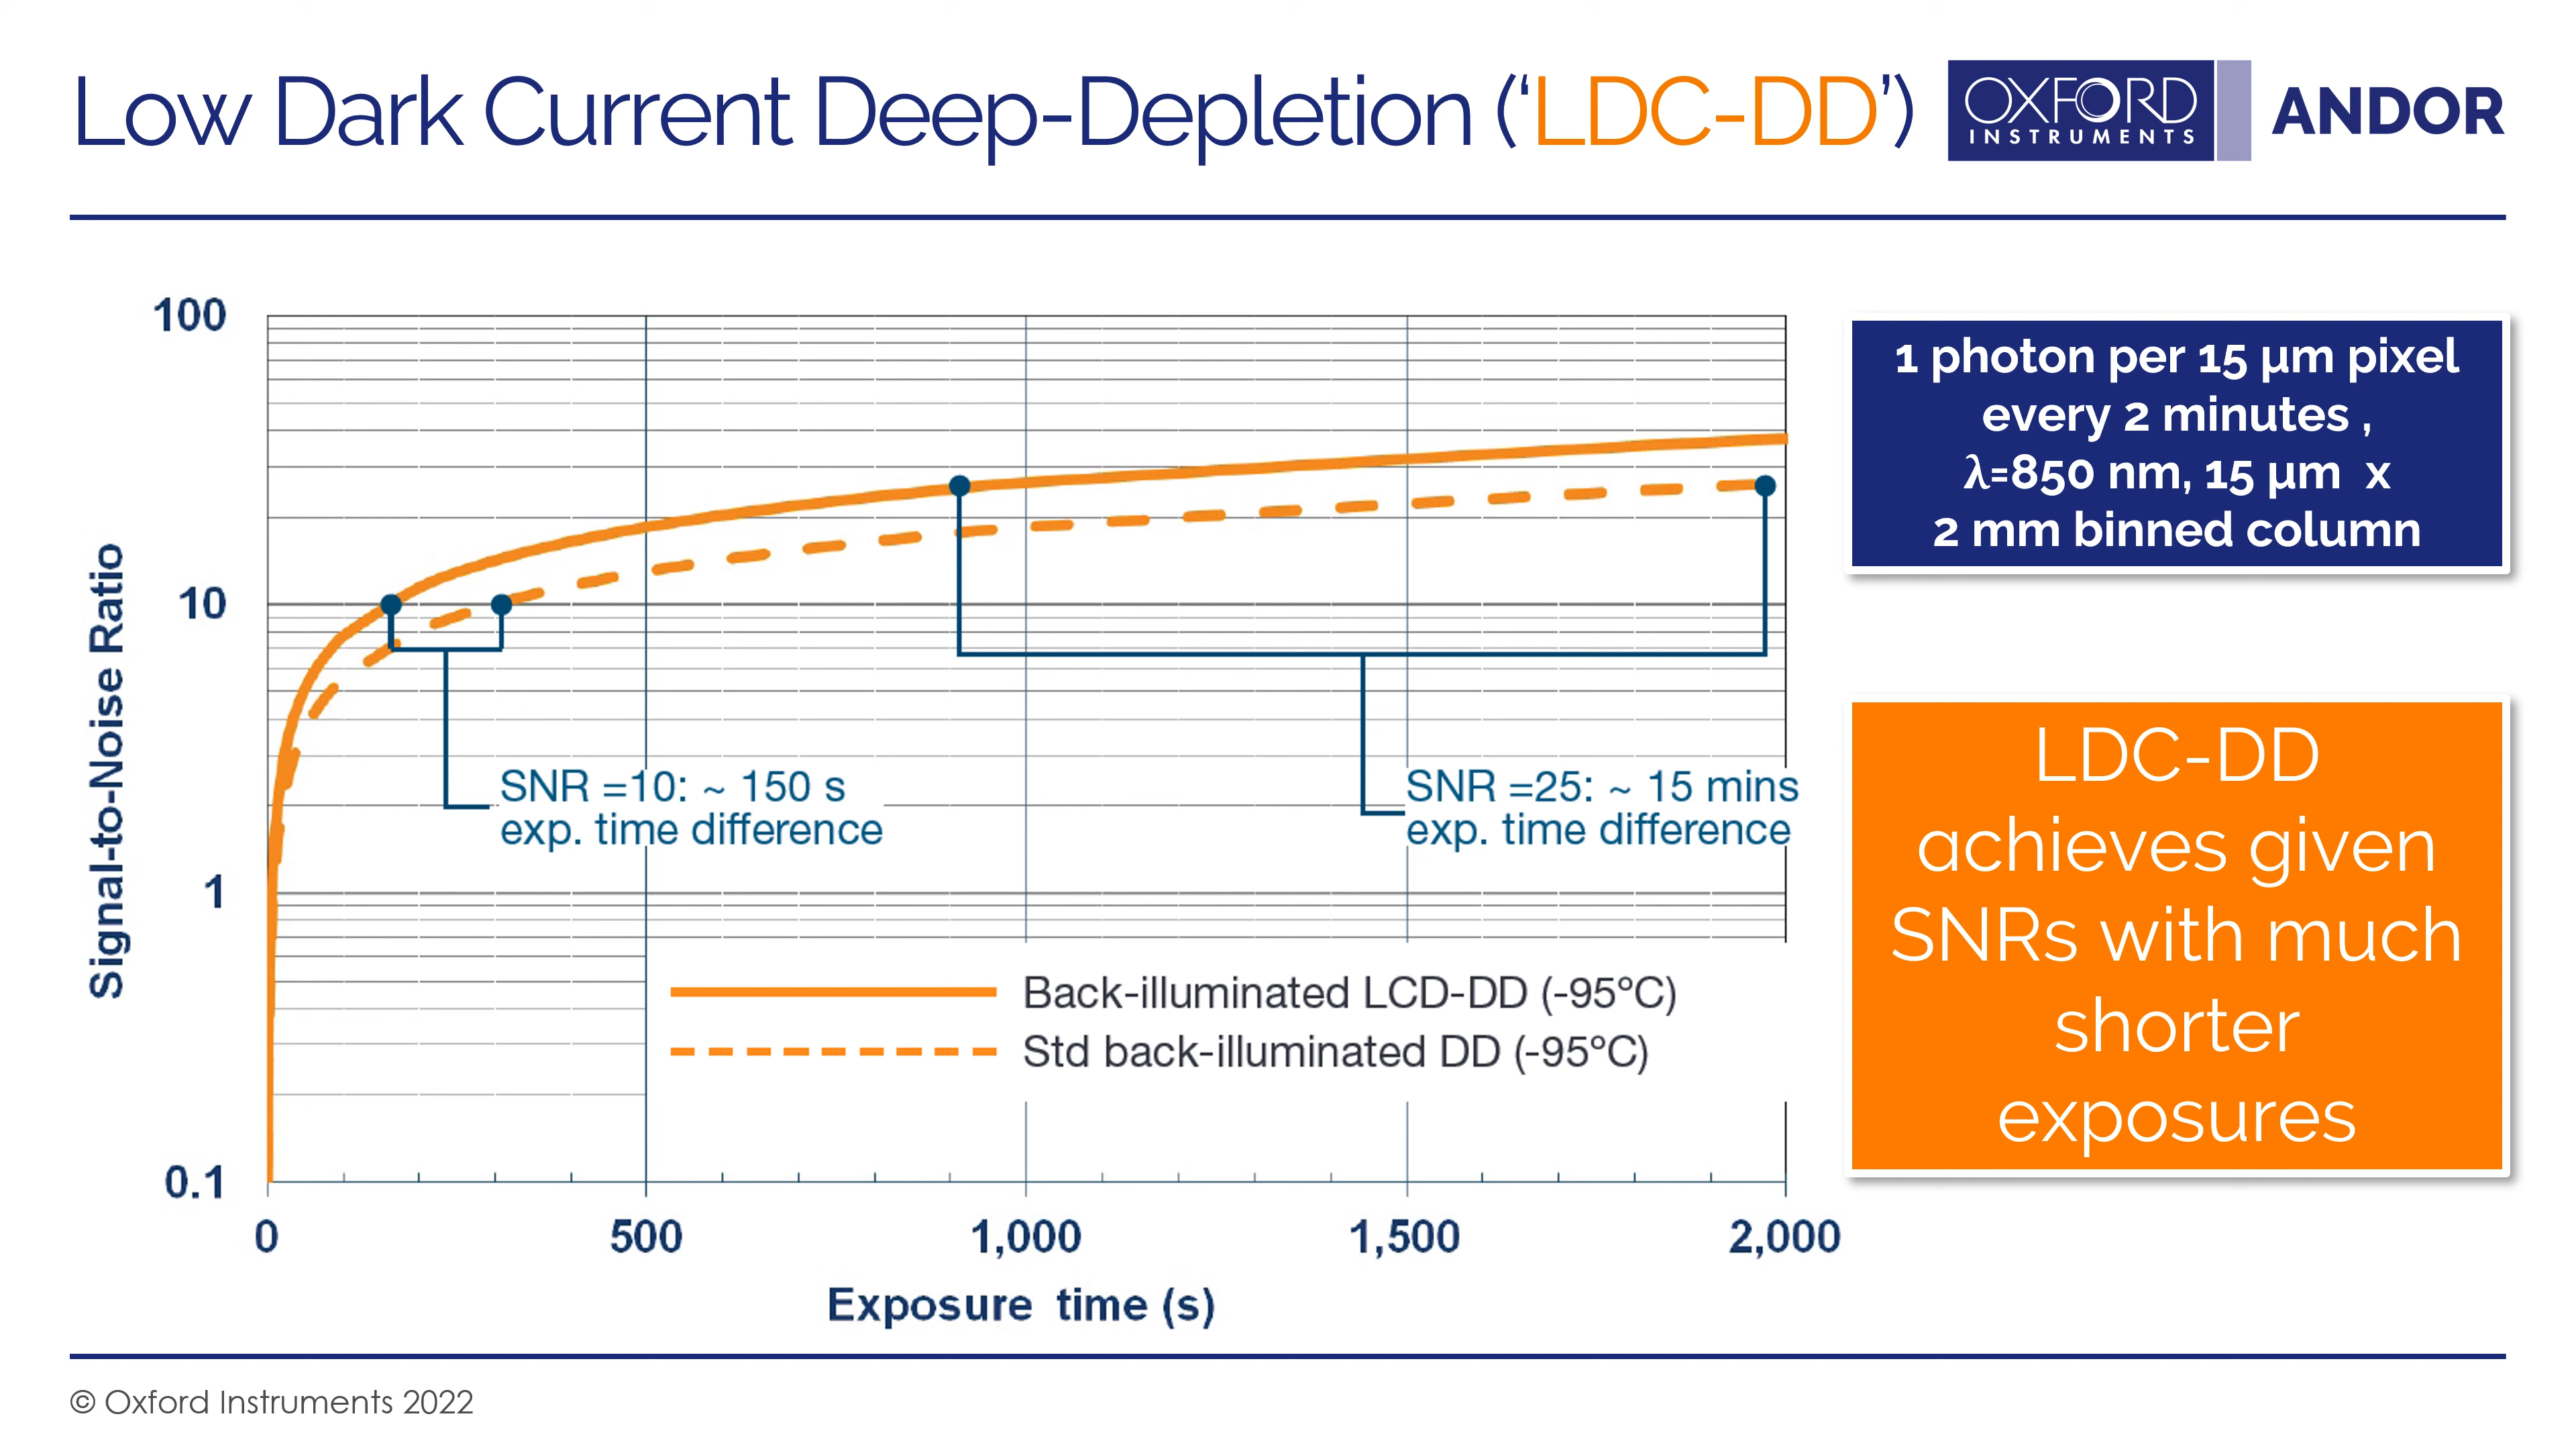 Low Dark Current Deep-Depletion (‘LDC-DD’)
OXFORD
INSTRUMENTS
ANDOR
100
10
1
0.1
Signal-to-Noise Ratio
SNR =10: ~ 150 s
exp. time difference
SNR =25: ~ 15 mins
exp. time difference
Back-illuminated LCD-DD (-95ºC)
Std back-illuminated DD (-95ºC)
0
500
1,000
1,500
2,000
Exposure time (s)
1 photon per 15 µm pixel
every 2 minutes ,
λ=850 nm, 15 µm x
2 mm binned column
LDC-DD
achieves given
SNRs with much
shorter
exposures
© Oxford Instruments 2022